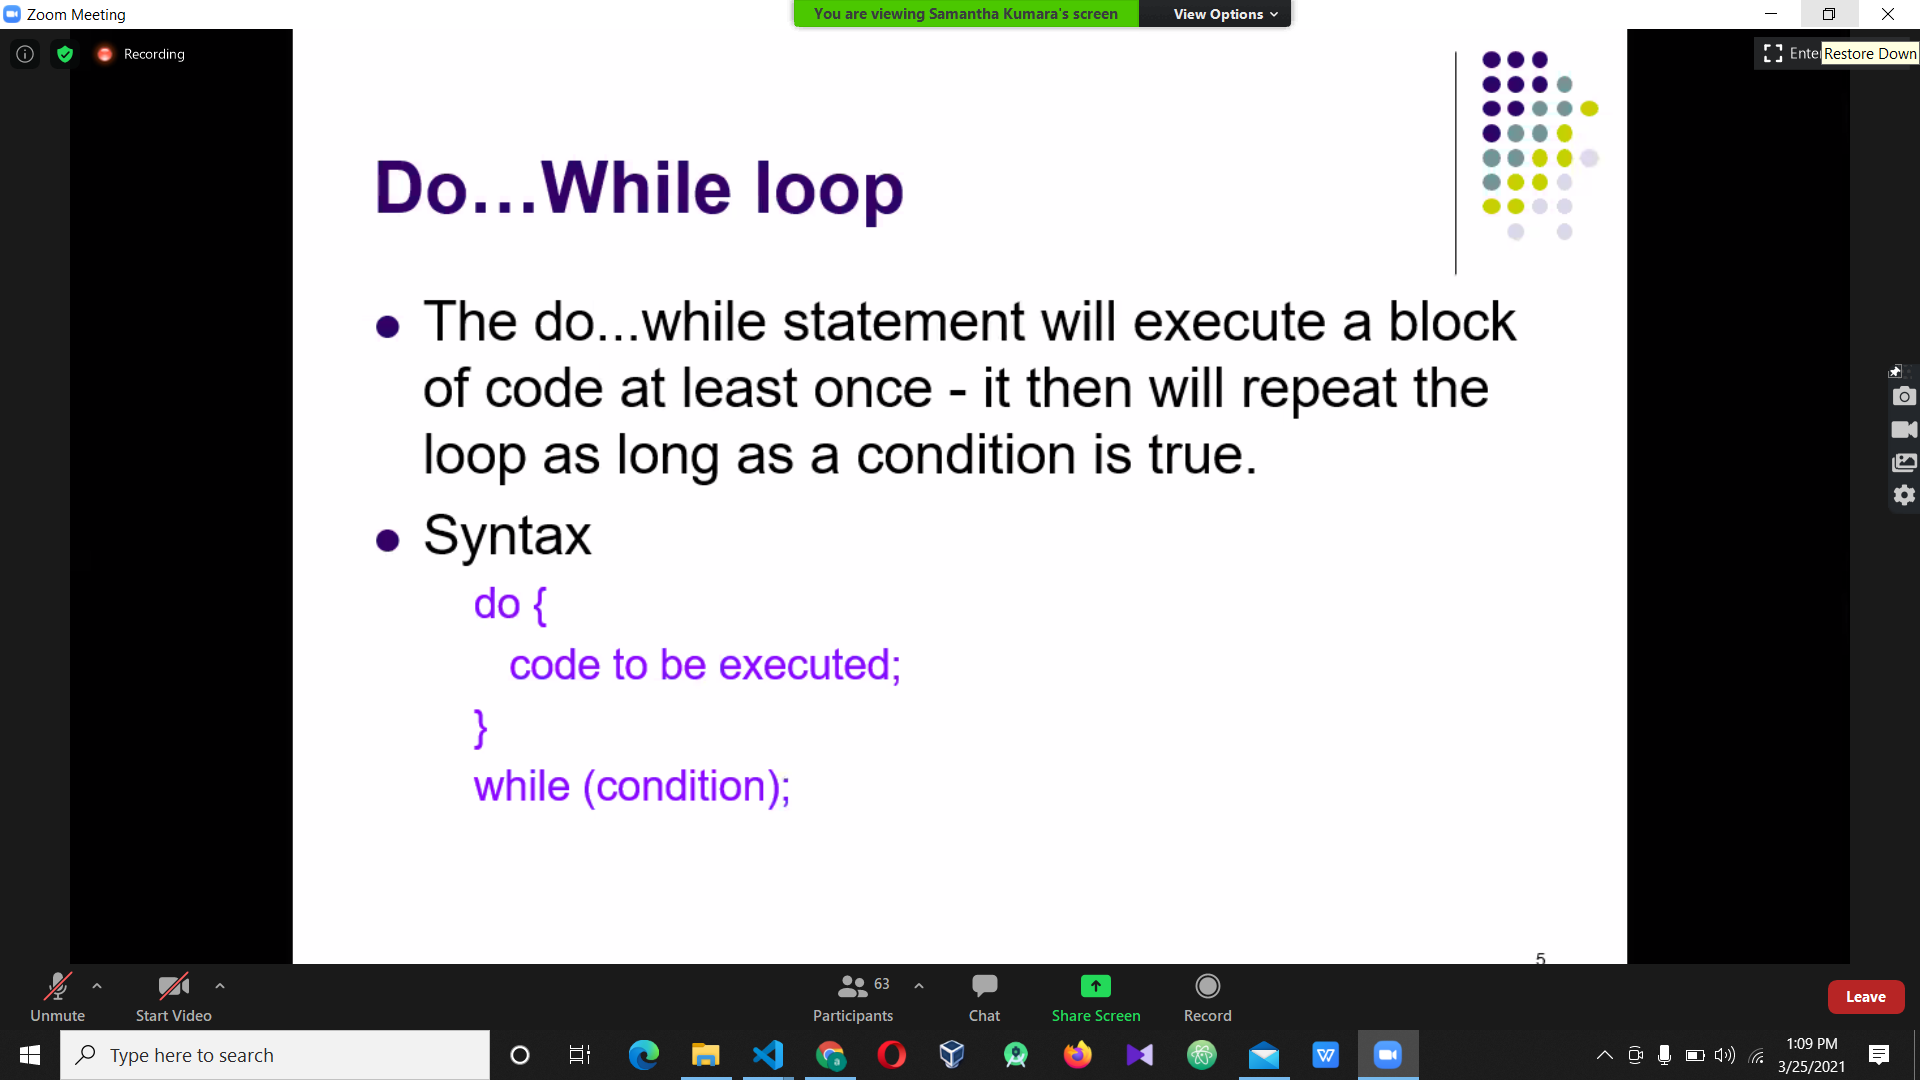 Zoom Meeting
You are viewing Samantha Kumara's screen
View Options
Recording
Ente
Restore Down
Do...While loop
The do...while statement will execute a block
of code at least once - it then will repeat the
loop as long as a condition is true.
Syntax
do {
code to be executed;
}
while (condition);
5
63
Unmute
Start Video
Participants
Chat
Share Screen
Record
Leave
Type here to search
1:09 PM
3/25/2021